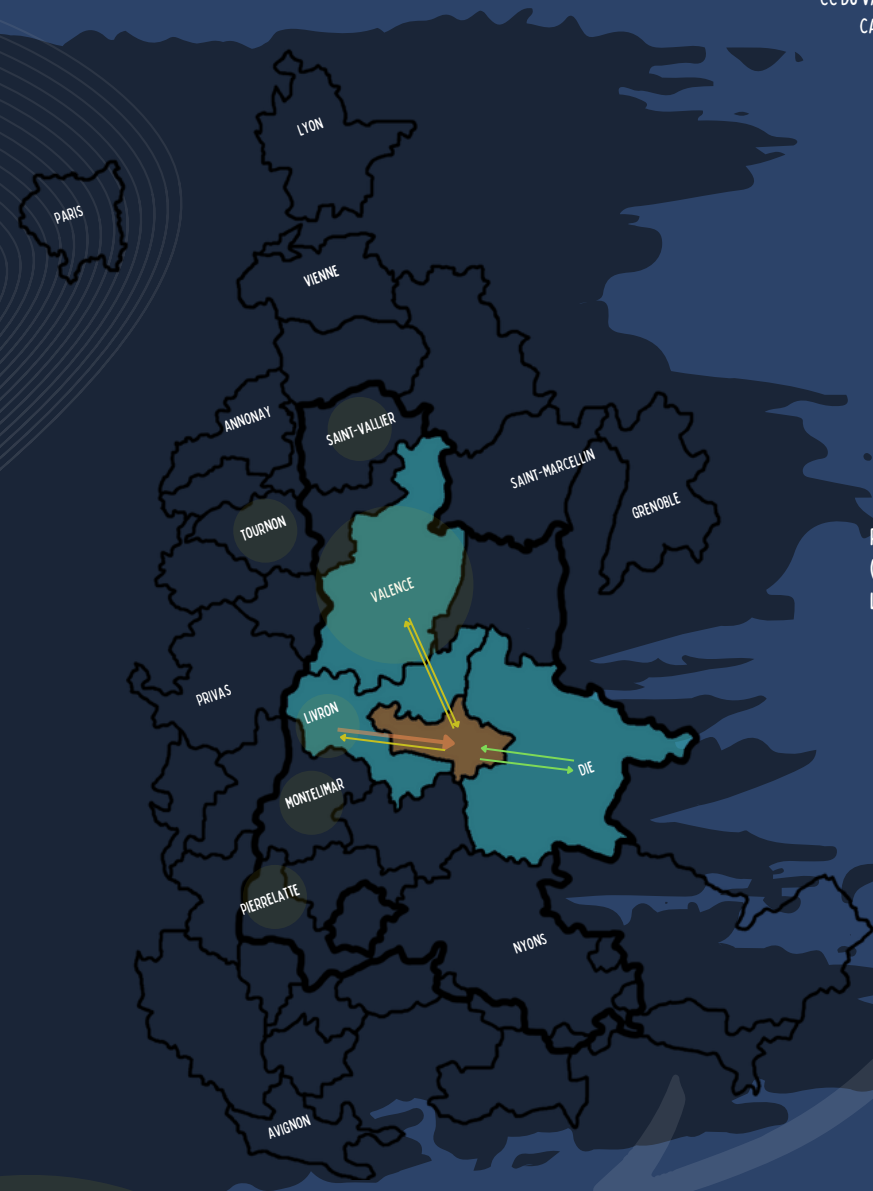 LYON
PARIS
VIENNE
ANNONAY
SAINT-VALLIER
SAINT-MARCELLIN
GRENOBLE
TOURNON
VALENCE
PRIVAS
LIVRON
DIE
MONTELIMAR
PIERRELATTE
NYONS
AVIGNON